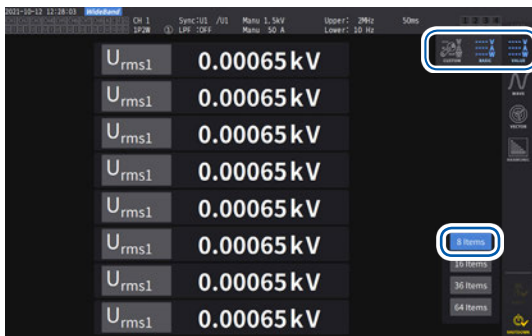 2021-10-12 12:28:03 WideBand
CH 1 Sync:U1 /U1 Manu 1.5kV Upper: 2MHz 50ms
1P2W ① LPF :OFF Manu 50 A Lower: 10 Hz
CUSTOM BASIC VALUE
Urms1 0.00065kV
WAVE
Urms1 0.00065kV
VECTOR
Urms1 0.00065kV
Urms1 0.00065kV
Urms1 0.00065kV
Urms1 0.00065kV
8 Items
16 Items
Urms1 0.00065kV
36 Items
64 Items
Urms1 0.00065kV
SHUTDOWN